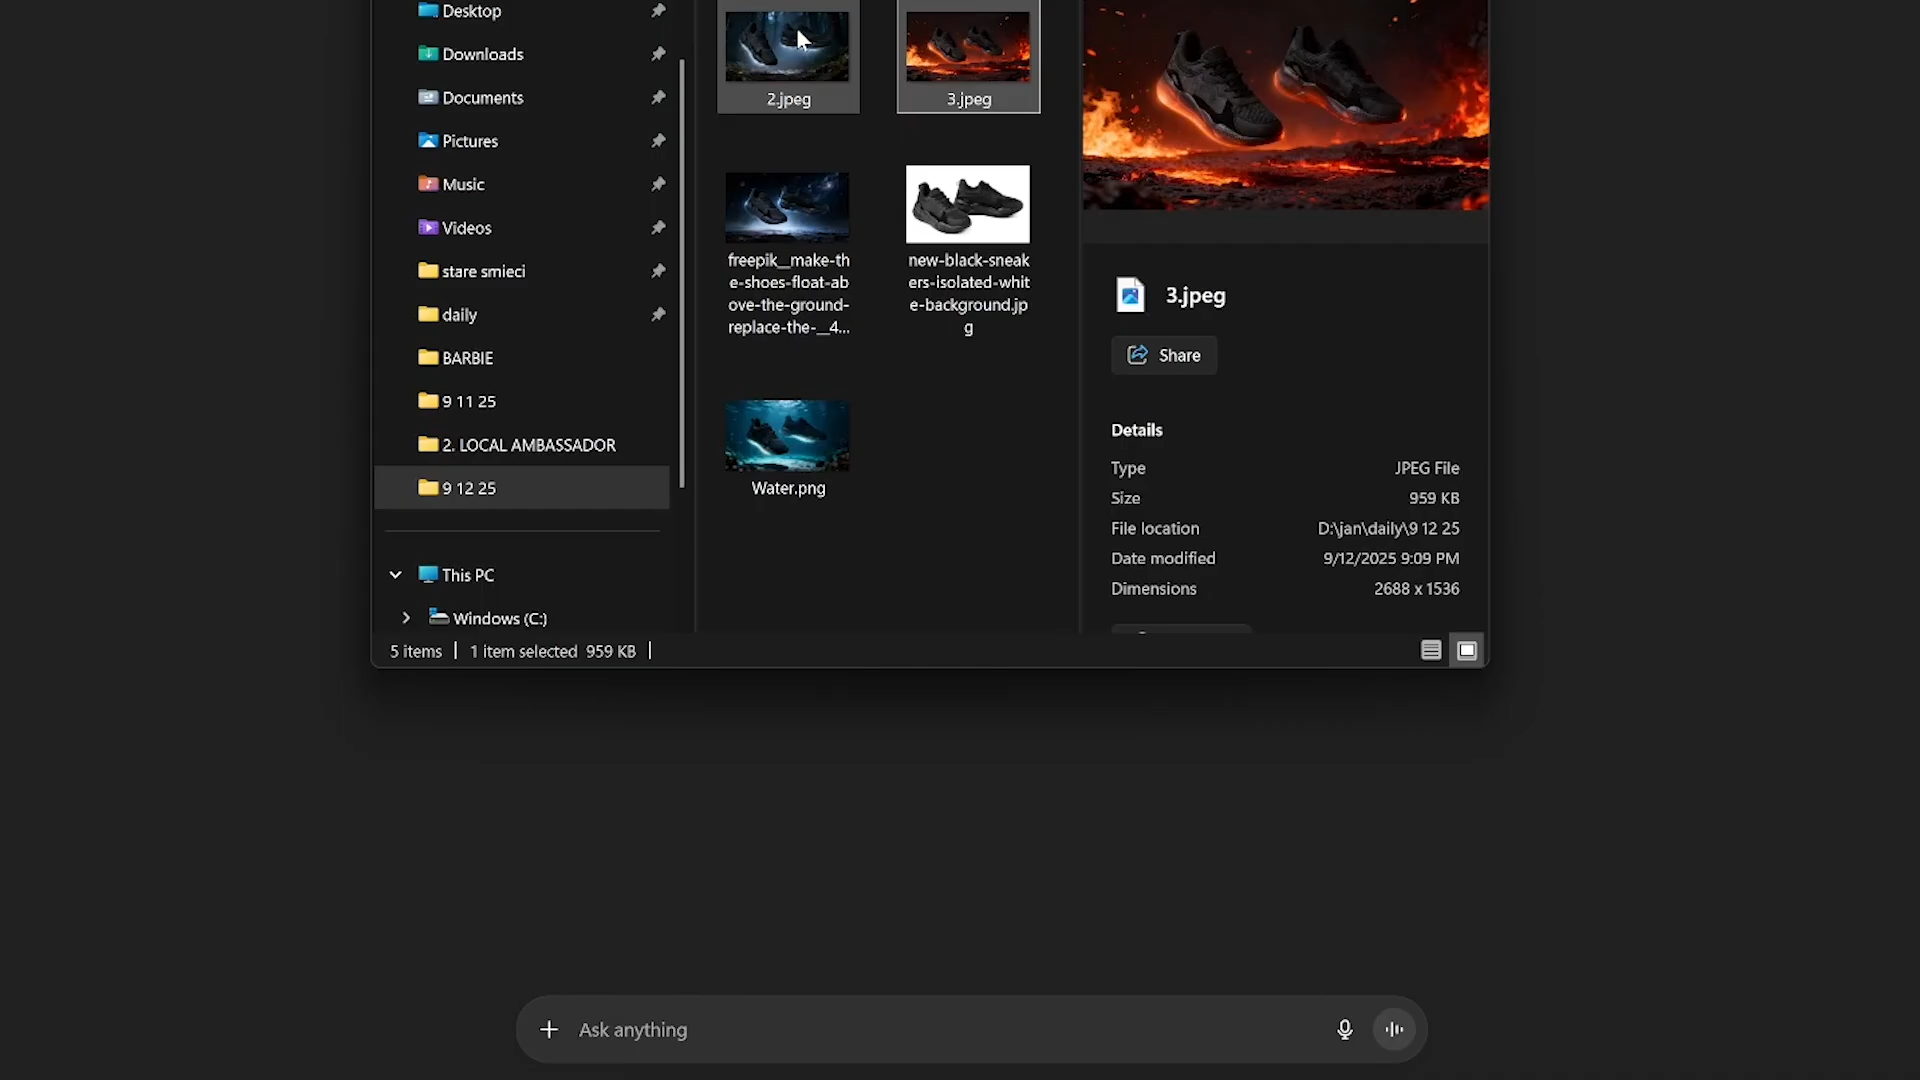 Desktop
Downloads
Documents
Pictures
Music
Videos
stare smieci
daily
BARBIE
9 11 25
2. LOCAL AMBASSADOR
9 12 25
This PC
Windows (C:)
2.jpeg
3.jpeg
freepik__make-th
e-shoes-float-ab
ove-the-ground-
replace-the-__4...
new-black-sneak
ers-isolated-whit
e-background.jp
g
Water.png
3.jpeg
Share
Details
Type JPEG File
Size 959 KB
File location D:\jan\daily\9 12 25
Date modified 9/12/2025 9:09 PM
Dimensions 2688 x 1536
5 items | 1 item selected 959 KB |
Ask anything